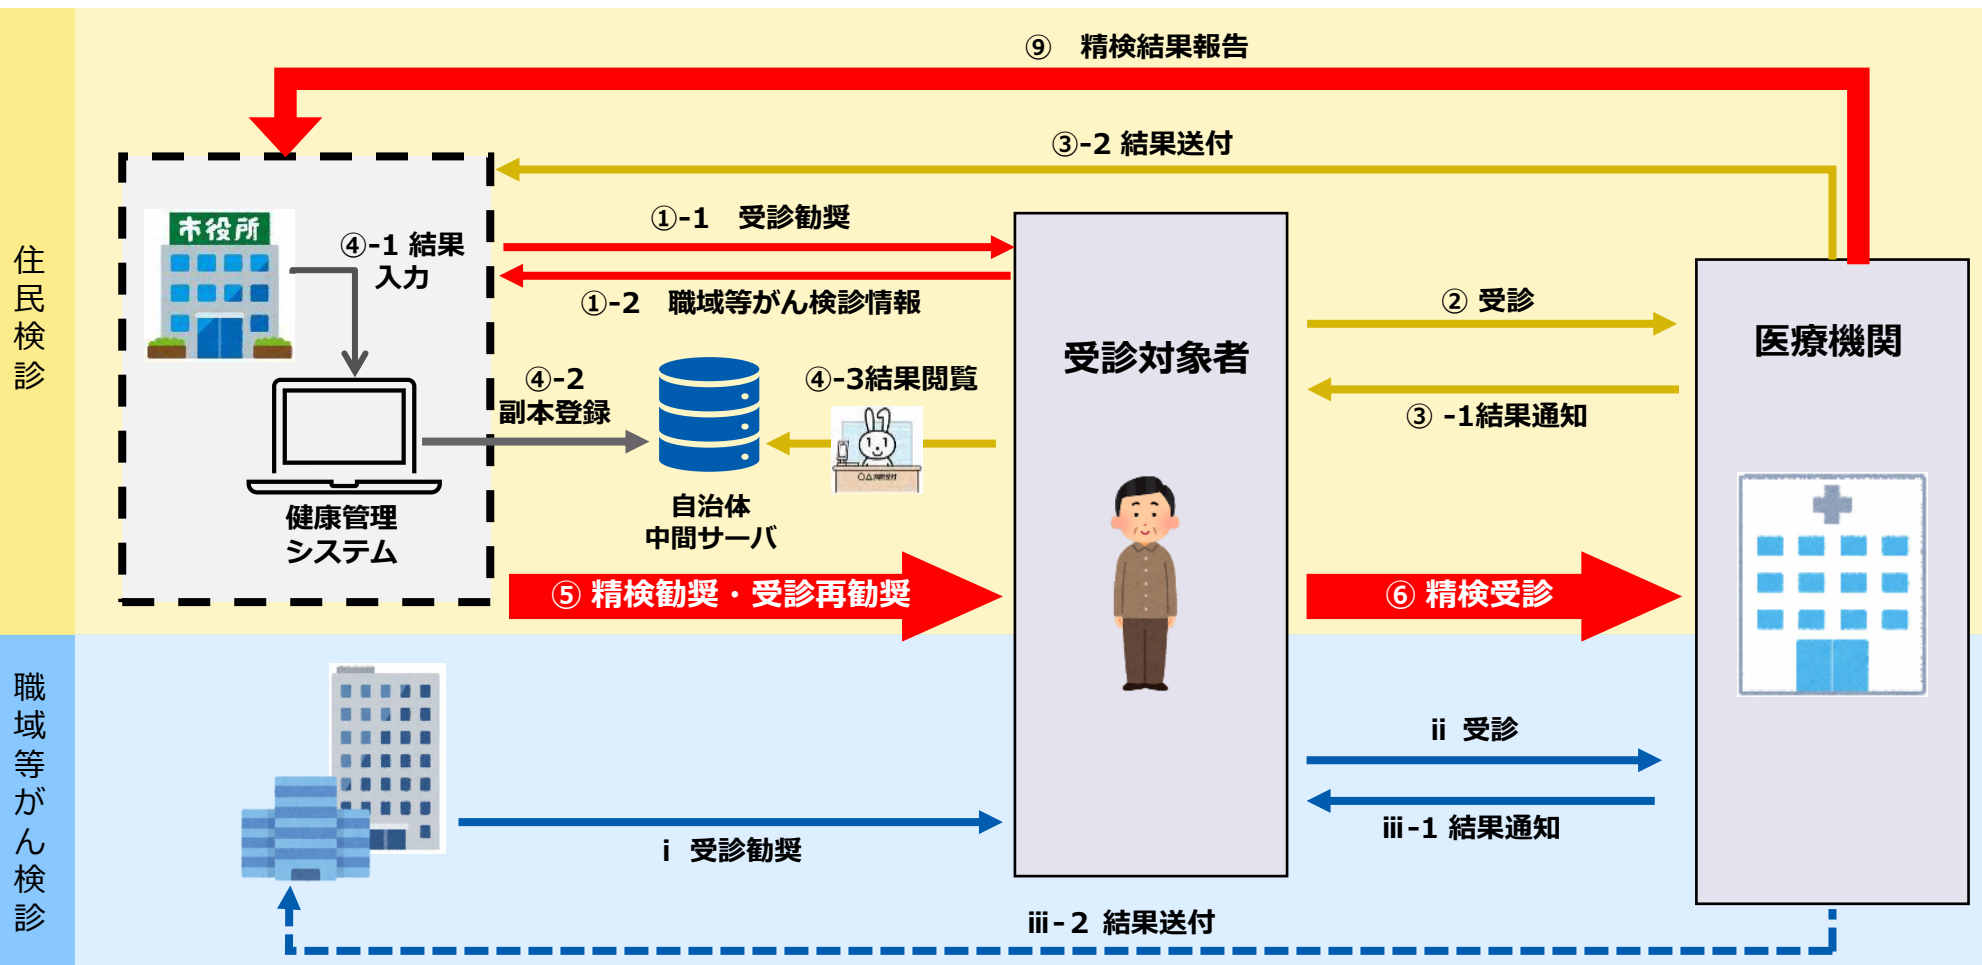 ⑨　精検結果報告
③-2 結果送付
①-1　受診勧奨
市役所
④-1 結果
入力
①-2　職域等がん検診情報
② 受診
受診対象者
医療機関
住民検診
④-2
副本登録
④-3結果閲覧
③ -1結果通知
健康管理
システム
自治体
中間サーバ
⑤ 精検勧奨・受診再勧奨
⑥ 精検受診
職域等がん検診
ⅱ 受診
ⅲ-1 結果通知
ⅰ 受診勧奨
ⅲ-2 結果送付